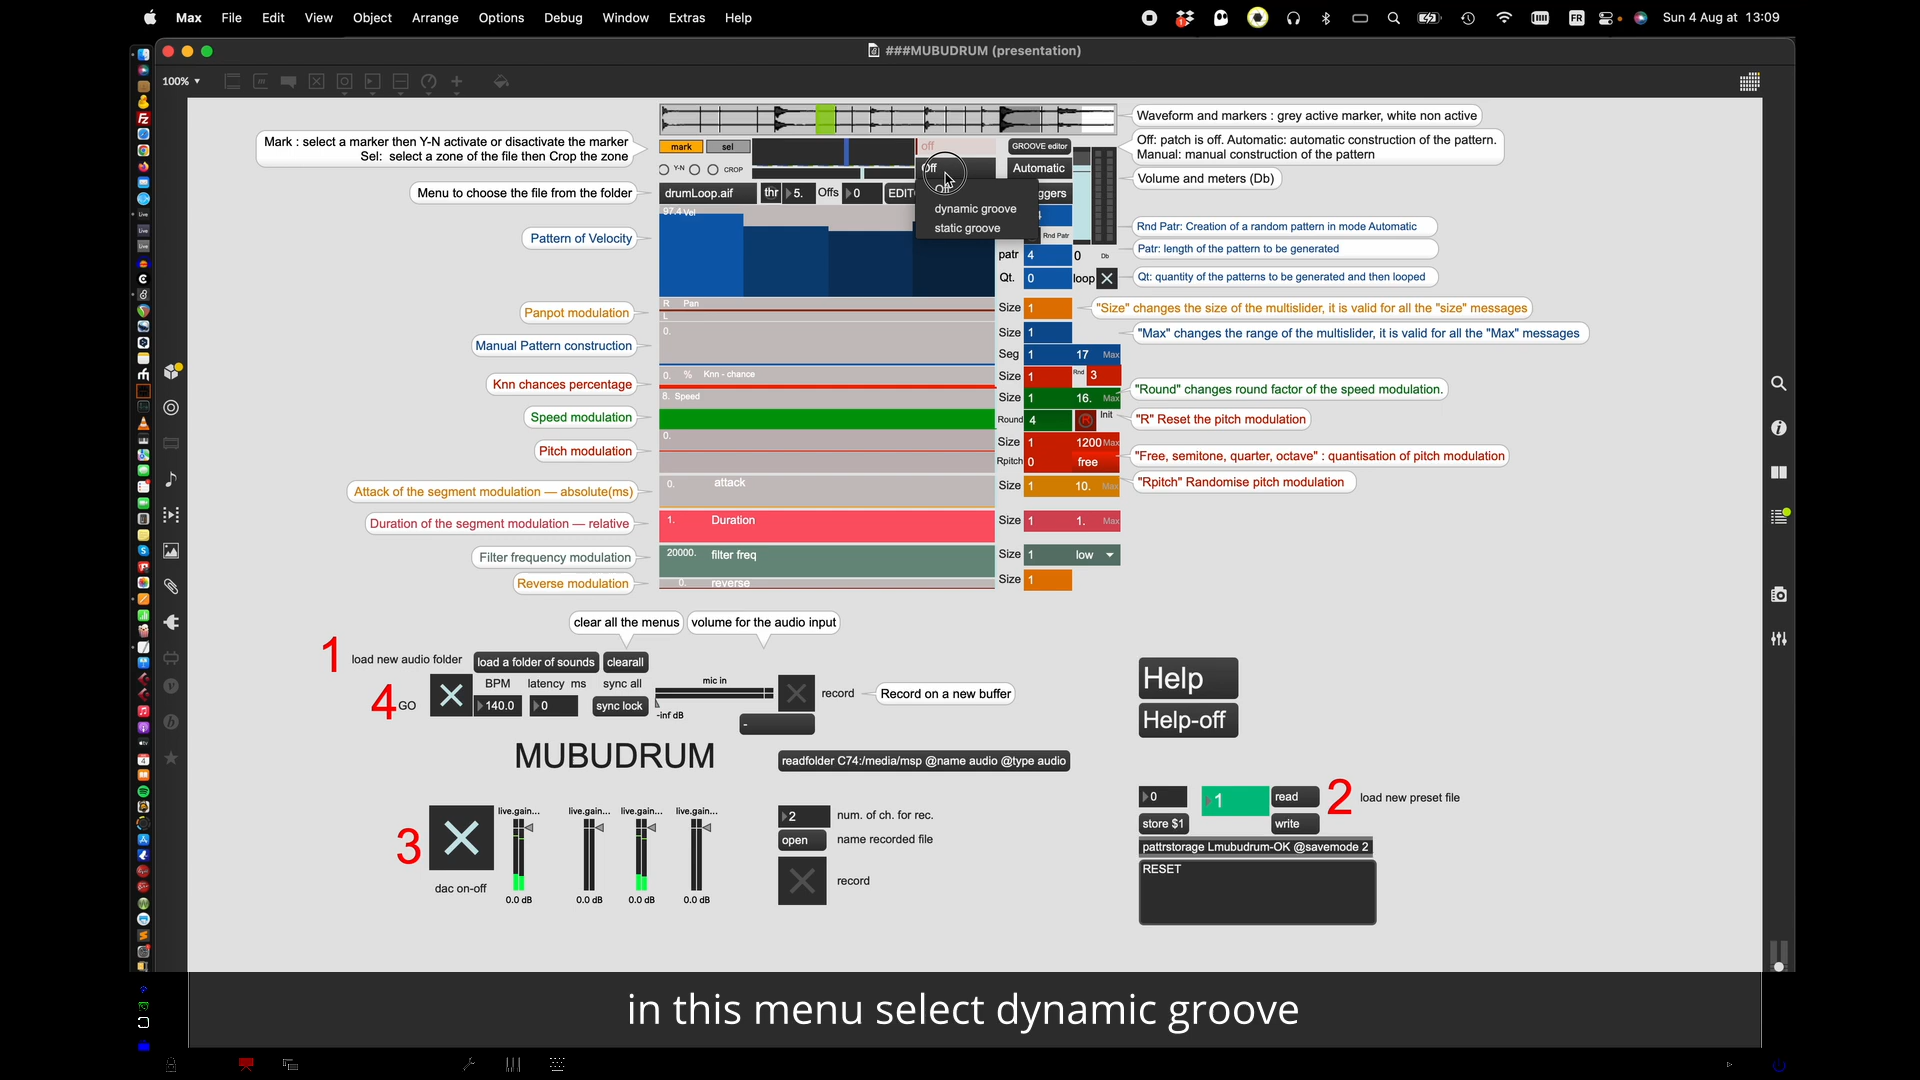 Max File Edit View Object Arrange Options Debug Window Extras Help
FR Sun 4 Aug at 13:09
###MUBUDRUM (presentation)
100%
Waveform and markers : grey active marker, white non active
Mark : select a marker then Y-N activate or disactivate the marker
Sel: select a zone of the file then Crop the zone
mark sel
off
GROOVE editor
Off: patch is off. Automatic: automatic construction of the pattern.
Manual: manual construction of the pattern
Y-N CROP
Off
Automatic
Off
dynamic groove
static groove
Volume and meters (Db)
Menu to choose the file from the folder
drumLoop.aif thr 5. Offs 0
97.4 Vel
Pattern of Velocity
Rnd Patr
Rnd Patr: Creation of a random pattern in mode Automatic
patr 4 0 Db
Patr: length of the pattern to be generated
Qt. 0 loop
Qt: quantity of the patterns to be generated and then looped
Panpot modulation
R Pan
L
Size 1
"Size" changes the size of the multislider, it is valid for all the "size" messages
Manual Pattern construction
0.
Size 1
"Max" changes the range of the multislider, it is valid for all the "Max" messages
Seg 1 17 Max
Knn chances percentage
0. % Knn - chance
Size 1 Rnd 3
Speed modulation
8. Speed
Size 1 16. Max
"Round" changes round factor of the speed modulation.
Round 4 R Init
"R" Reset the pitch modulation
Pitch modulation
0.
Size 1 1200 Max
Rpitch 0 free
"Free, semitone, quarter, octave" : quantisation of pitch modulation
"Rpitch" Randomise pitch modulation
Attack of the segment modulation — absolute(ms)
0. attack
Size 1 10. Max
Duration of the segment modulation — relative
1. Duration
Size 1 1. Max
Filter frequency modulation
20000. filter freq
Size 1 low
Reverse modulation
0. reverse
Size 1
clear all the menus volume for the audio input
1 load new audio folder load a folder of sounds clearall
4 GO
BPM latency ms sync all
140.0 0 sync lock
mic in
-inf dB
-
record
Record on a new buffer
Help
Help-off
MUBUDRUM
readfolder C74:/media/msp @name audio @type audio
3
dac on-off
live.gain... live.gain... live.gain... live.gain...
0.0 dB 0.0 dB 0.0 dB 0.0 dB
2 num. of ch. for rec.
open name recorded file
record
0 1 read 2 load new preset file
store $1 write
pattrstorage Lmubudrum-OK @savemode 2
RESET
in this menu select dynamic groove